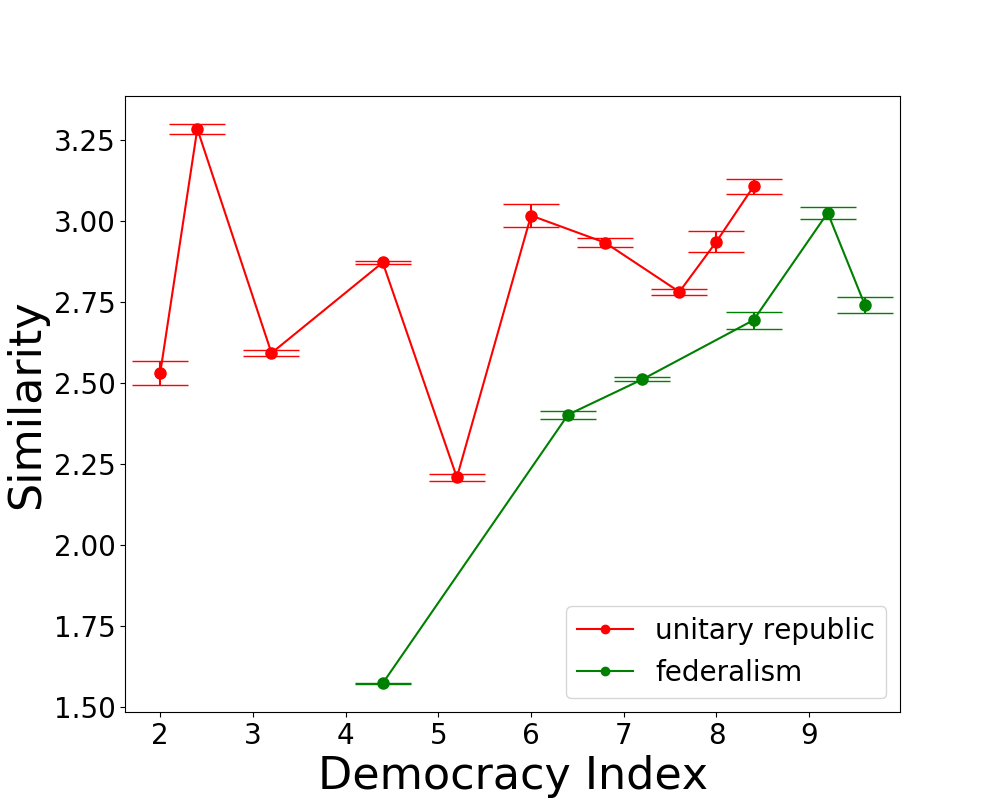 3.25
3.00
2.75
2.50
2.25
2.00
1.75
1.50
Similarity
2 3 4 5 6 7 8 9
Democracy Index
unitary republic
federalism